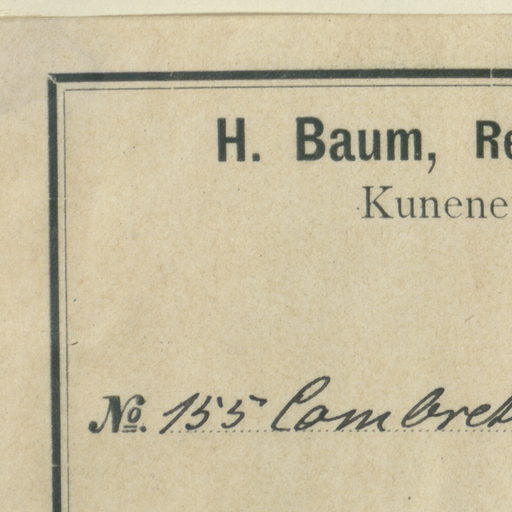 H. Baum, Re
Kunene
No. 155 Combret